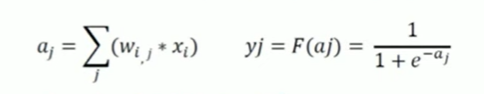 a_j = ∑_j (w_{i,j} * x_i)    yj = F(aj) = 1 / (1 + e^{-a_j})